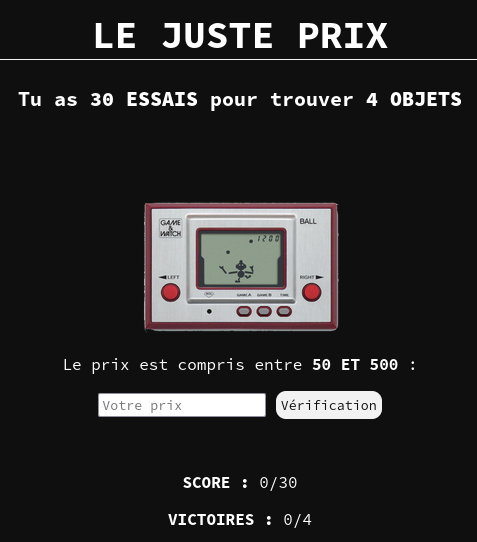 LE JUSTE PRIX
Tu as 30 ESSAIS pour trouver 4 OBJETS
GAME & WATCH
BALL
1200
◄LEFT
RIGHT ►
GAME A GAME B TIME
Le prix est compris entre 50 ET 500 :
Votre prix
Vérification
SCORE : 0/30
VICTOIRES : 0/4